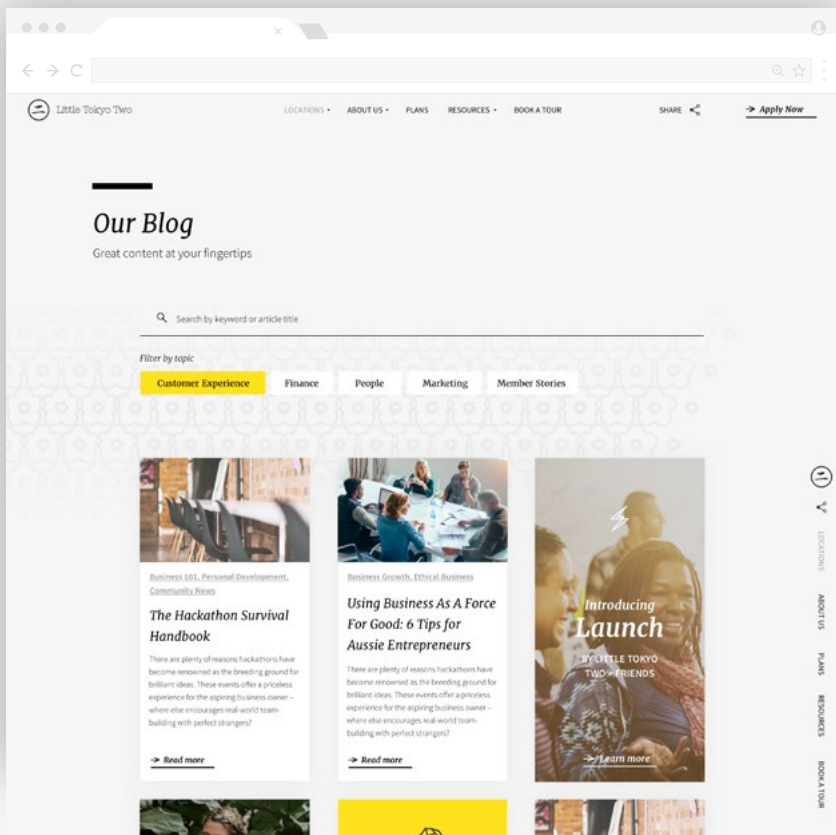 Little Tokyo Two
LOCATIONS
ABOUT US
PLANS
RESOURCES
BOOK A TOUR
SHARE
Apply Now
Our Blog
Great content at your fingertips
Search by keyword or article title
Filter by topic
Customer Experience
Finance
People
Marketing
Member Stories
Business 101, Personal Development,
Community News
The Hackathon Survival
Handbook
There are plenty of reasons hackathons have
become renowned as the breeding ground for
brilliant ideas. These events offer a priceless
experience for the aspiring business owner –
where else encourages real-world team-
building with perfect strangers?
Read more
Business Growth, Ethical Business
Using Business As A Force
For Good: 6 Tips for
Aussie Entrepreneurs
There are plenty of reasons hackathons have
become renowned as the breeding ground for
brilliant ideas. These events offer a priceless
experience for the aspiring business owner –
where else encourages real-world team-
building with perfect strangers?
Read more
Introducing
Launch
BY LITTLE TOKYO
TWO + FRIENDS
Learn more
LOCATIONS
ABOUT US
PLANS
RESOURCES
BOOK A TOUR